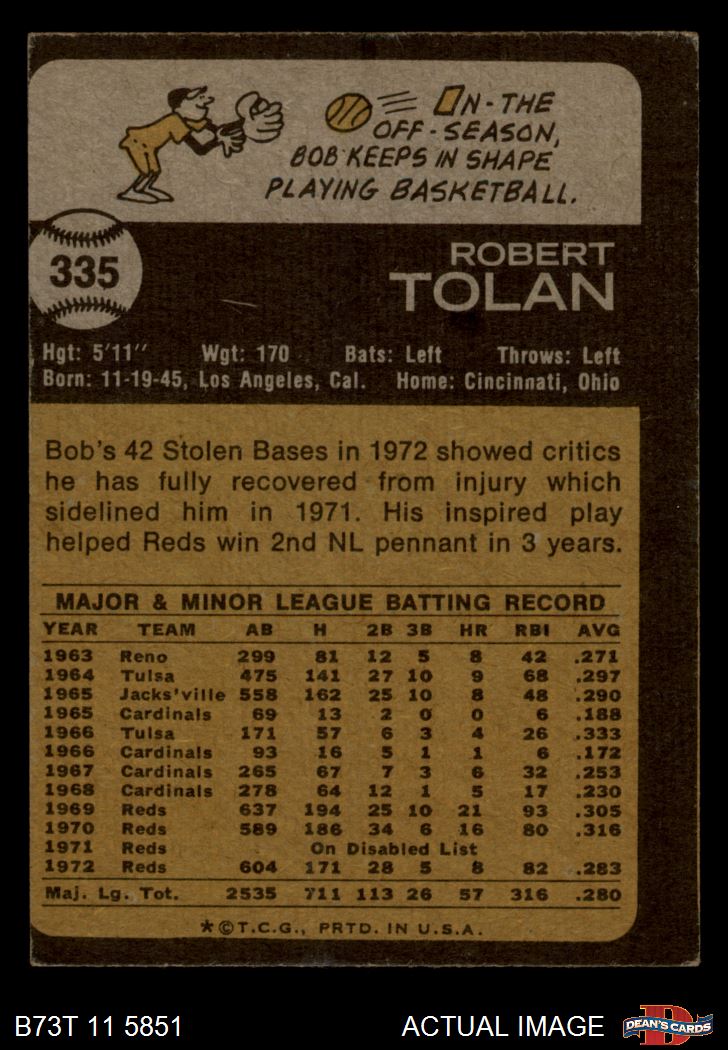 ON-THE
OFF-SEASON,
BOB KEEPS IN SHAPE
PLAYING BASKETBALL.
335
ROBERT
TOLAN
Hgt: 5'11" Wgt: 170 Bats: Left Throws: Left
Born: 11-19-45, Los Angeles, Cal. Home: Cincinnati, Ohio
Bob's 42 Stolen Bases in 1972 showed critics
he has fully recovered from injury which
sidelined him in 1971. His inspired play
helped Reds win 2nd NL pennant in 3 years.
MAJOR & MINOR LEAGUE BATTING RECORD
YEAR TEAM AB H 2B 3B HR RBI AVG
1963 Reno 299 81 12 5 8 42 .271
1964 Tulsa 475 141 27 10 9 68 .297
1965 Jacks'ville 558 162 25 10 8 48 .290
1965 Cardinals 69 13 2 0 0 6 .188
1966 Tulsa 171 57 6 3 4 26 .333
1966 Cardinals 93 16 5 1 1 6 .172
1967 Cardinals 265 67 7 3 6 32 .253
1968 Cardinals 278 64 12 1 5 17 .230
1969 Reds 637 194 25 10 21 93 .305
1970 Reds 589 186 34 6 16 80 .316
1971 Reds On Disabled List
1972 Reds 604 171 28 5 8 82 .283
Maj. Lg. Tot. 2535 711 113 26 57 316 .280
*©T.C.G., PRTD. IN U.S.A.
B73T 11 5851 ACTUAL IMAGE
D
DEAN'S CARDS